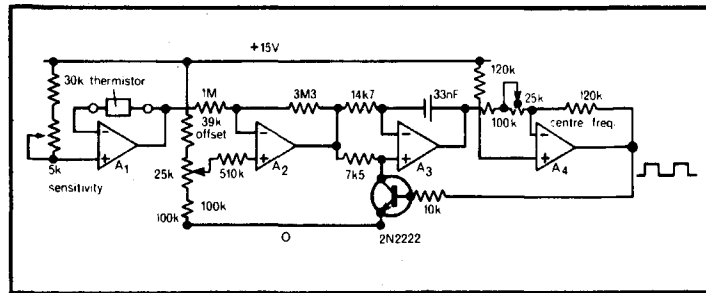 +15V
30k thermistor
5k
sensitivity
A1
1M
39k
offset
25k
100k
100k
510k
3M3
A2
14k7
7k5
33nF
A3
2N2222
10k
O
120k
100k
25k
centre freq.
120k
A4
− + − + − + − +